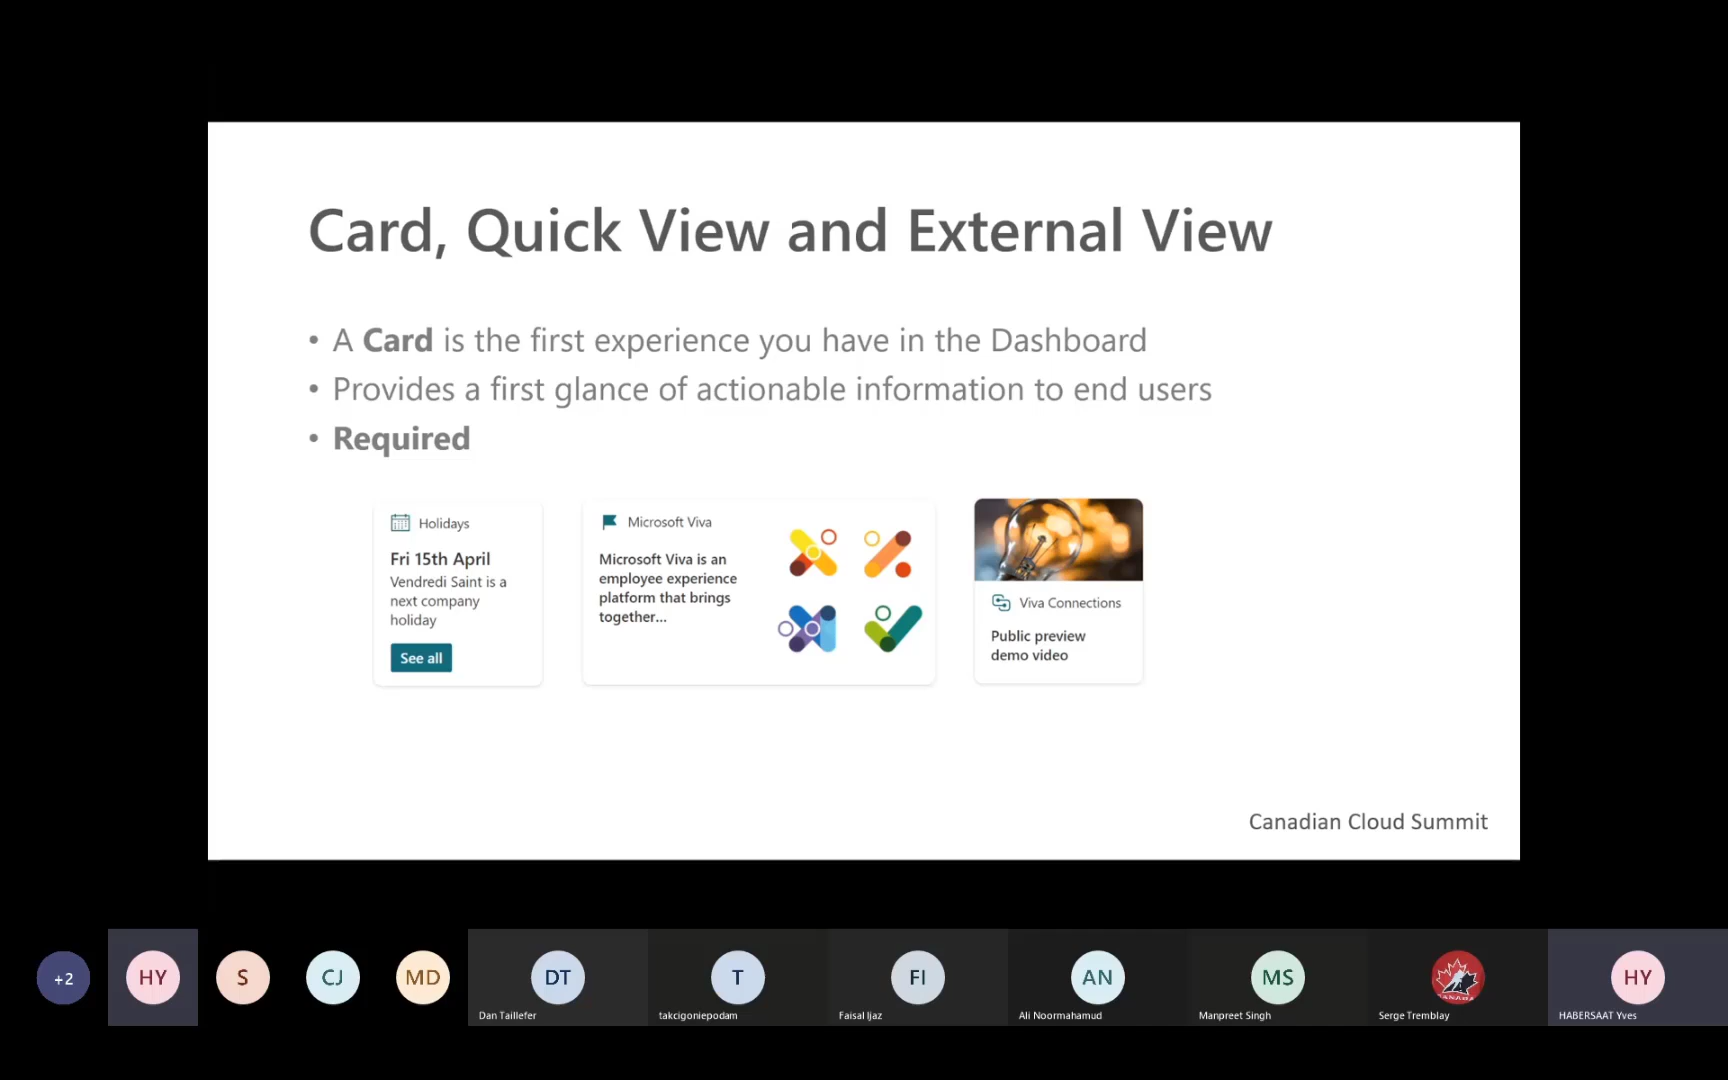 Card, Quick View and External View
• A Card is the first experience you have in the Dashboard
• Provides a first glance of actionable information to end users
• Required
Holidays
Fri 15th April
Vendredi Saint is a
next company
holiday
See all
Microsoft Viva
Microsoft Viva is an
employee experience
platform that brings
together...
Viva Connections
Public preview
demo video
Canadian Cloud Summit
+2
HY
S
CJ
MD
DT
Dan Taillefer
T
takcigoniepodam
FI
Faisal Ijaz
AN
Ali Noormahamud
MS
Manpreet Singh
CANADA
Serge Tremblay
HY
HABERSAAT Yves